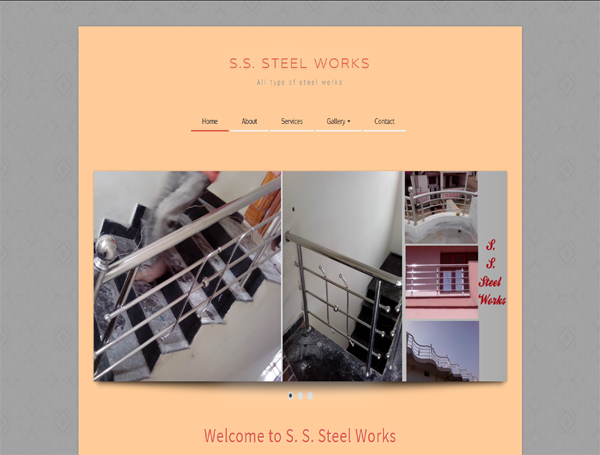 S.S. STEEL WORKS
All type of steel works
Home About Services Gallery Contact
S.
S.
Steel
Works
Welcome to S. S. Steel Works